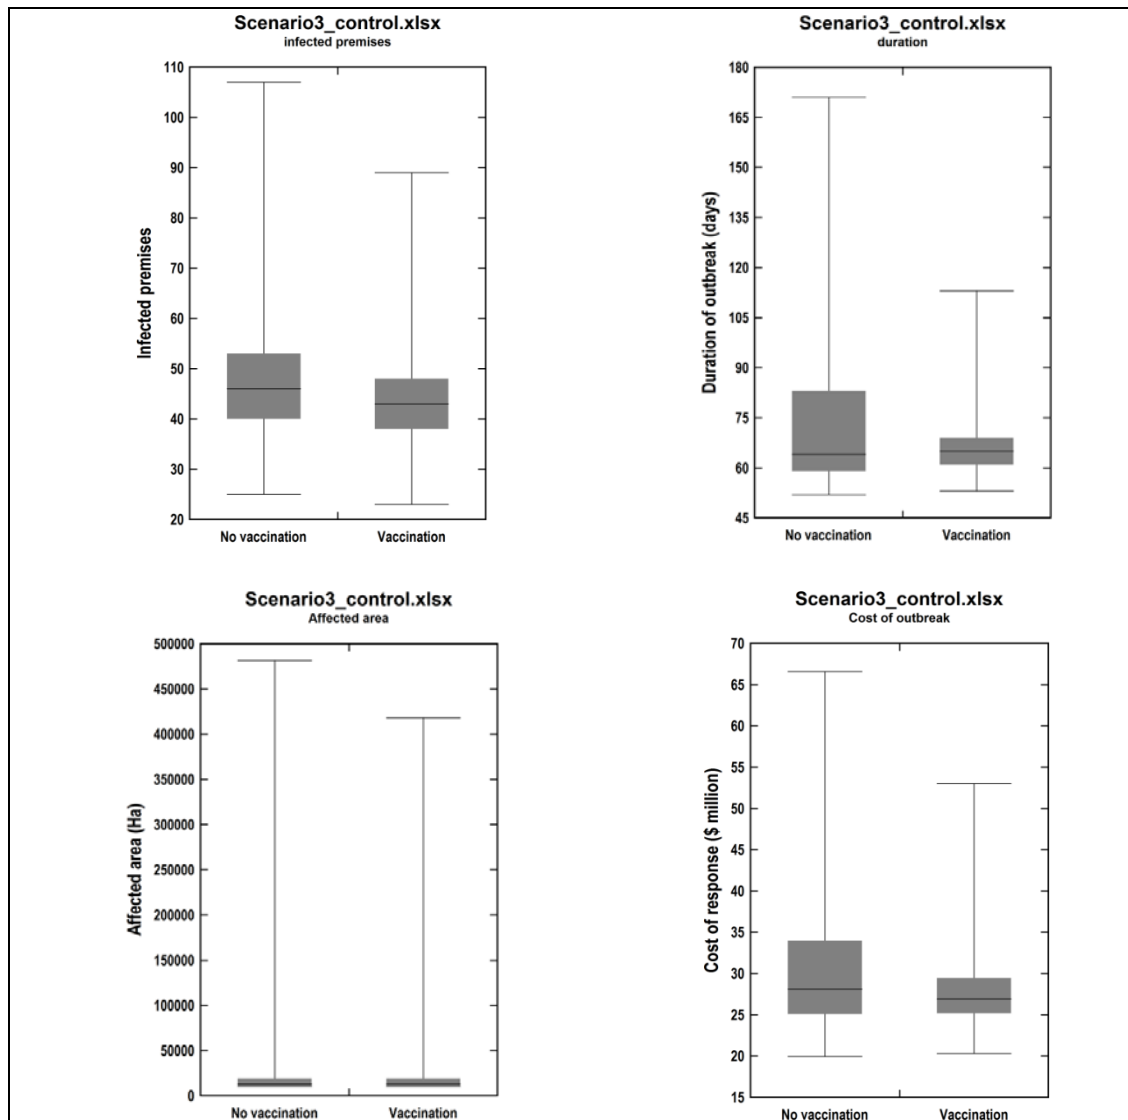 Scenario3_control.xlsx
infected premises
110
100
90
80
70
60
50
40
30
20
Infected premises
No vaccination Vaccination
Scenario3_control.xlsx
duration
180
165
150
135
120
105
90
75
60
45
Duration of outbreak (days)
No vaccination Vaccination
Scenario3_control.xlsx
Affected area
500000
450000
400000
350000
300000
250000
200000
150000
100000
50000
0
Affected area (Ha)
No vaccination Vaccination
Scenario3_control.xlsx
Cost of outbreak
70
65
60
55
50
45
40
35
30
25
20
15
Cost of response ($ million)
No vaccination Vaccination